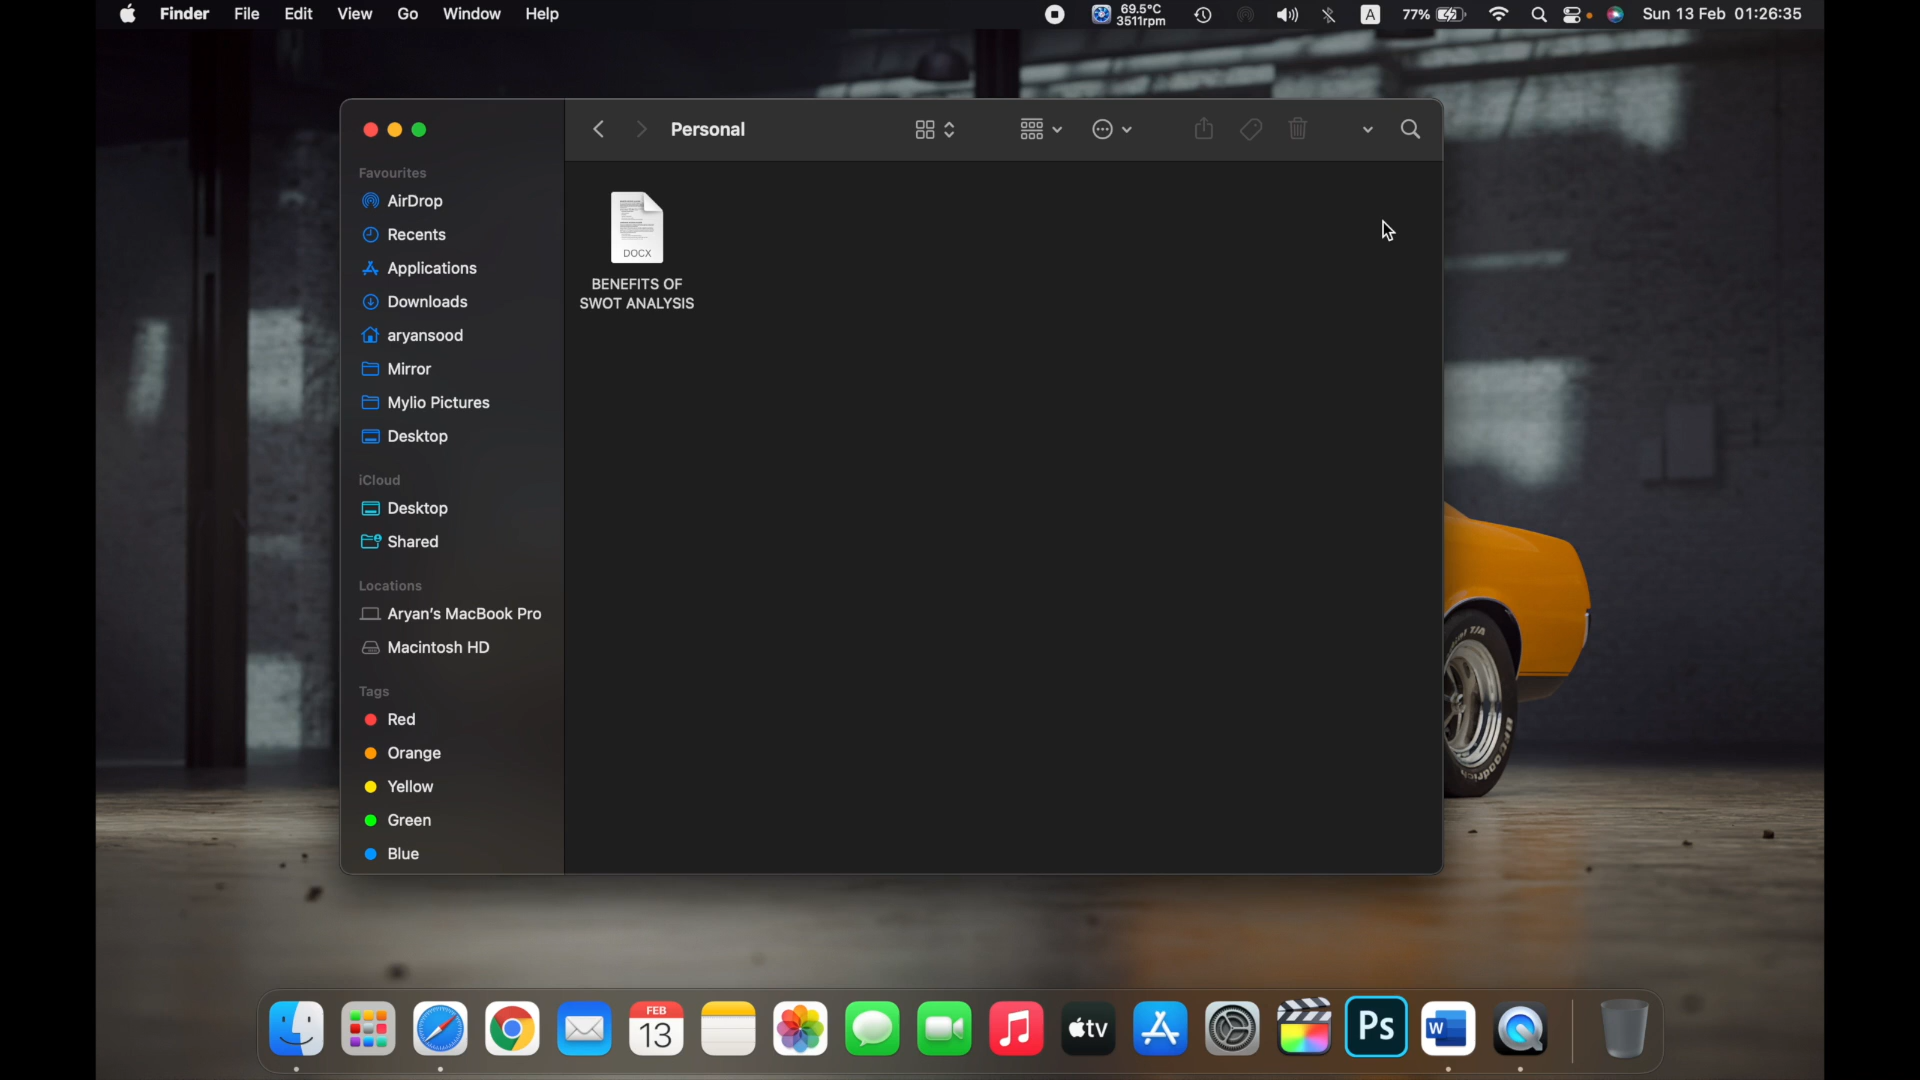 Finder File Edit View Go Window Help 69.5°C A 77% Sun 13 Feb 01:26:35
3511rpm
Personal
Favourites
AirDrop
Recents
Applications
Downloads
aryansood
Mirror
Mylio Pictures
Desktop
iCloud
Desktop
Shared
Locations
Aryan's MacBook Pro
Macintosh HD
Tags
Red
Orange
Yellow
Green
Blue
DOCX
BENEFITS OF
SWOT ANALYSIS
T/A
BFGoodrich
FEB
13
tv
Ps
W